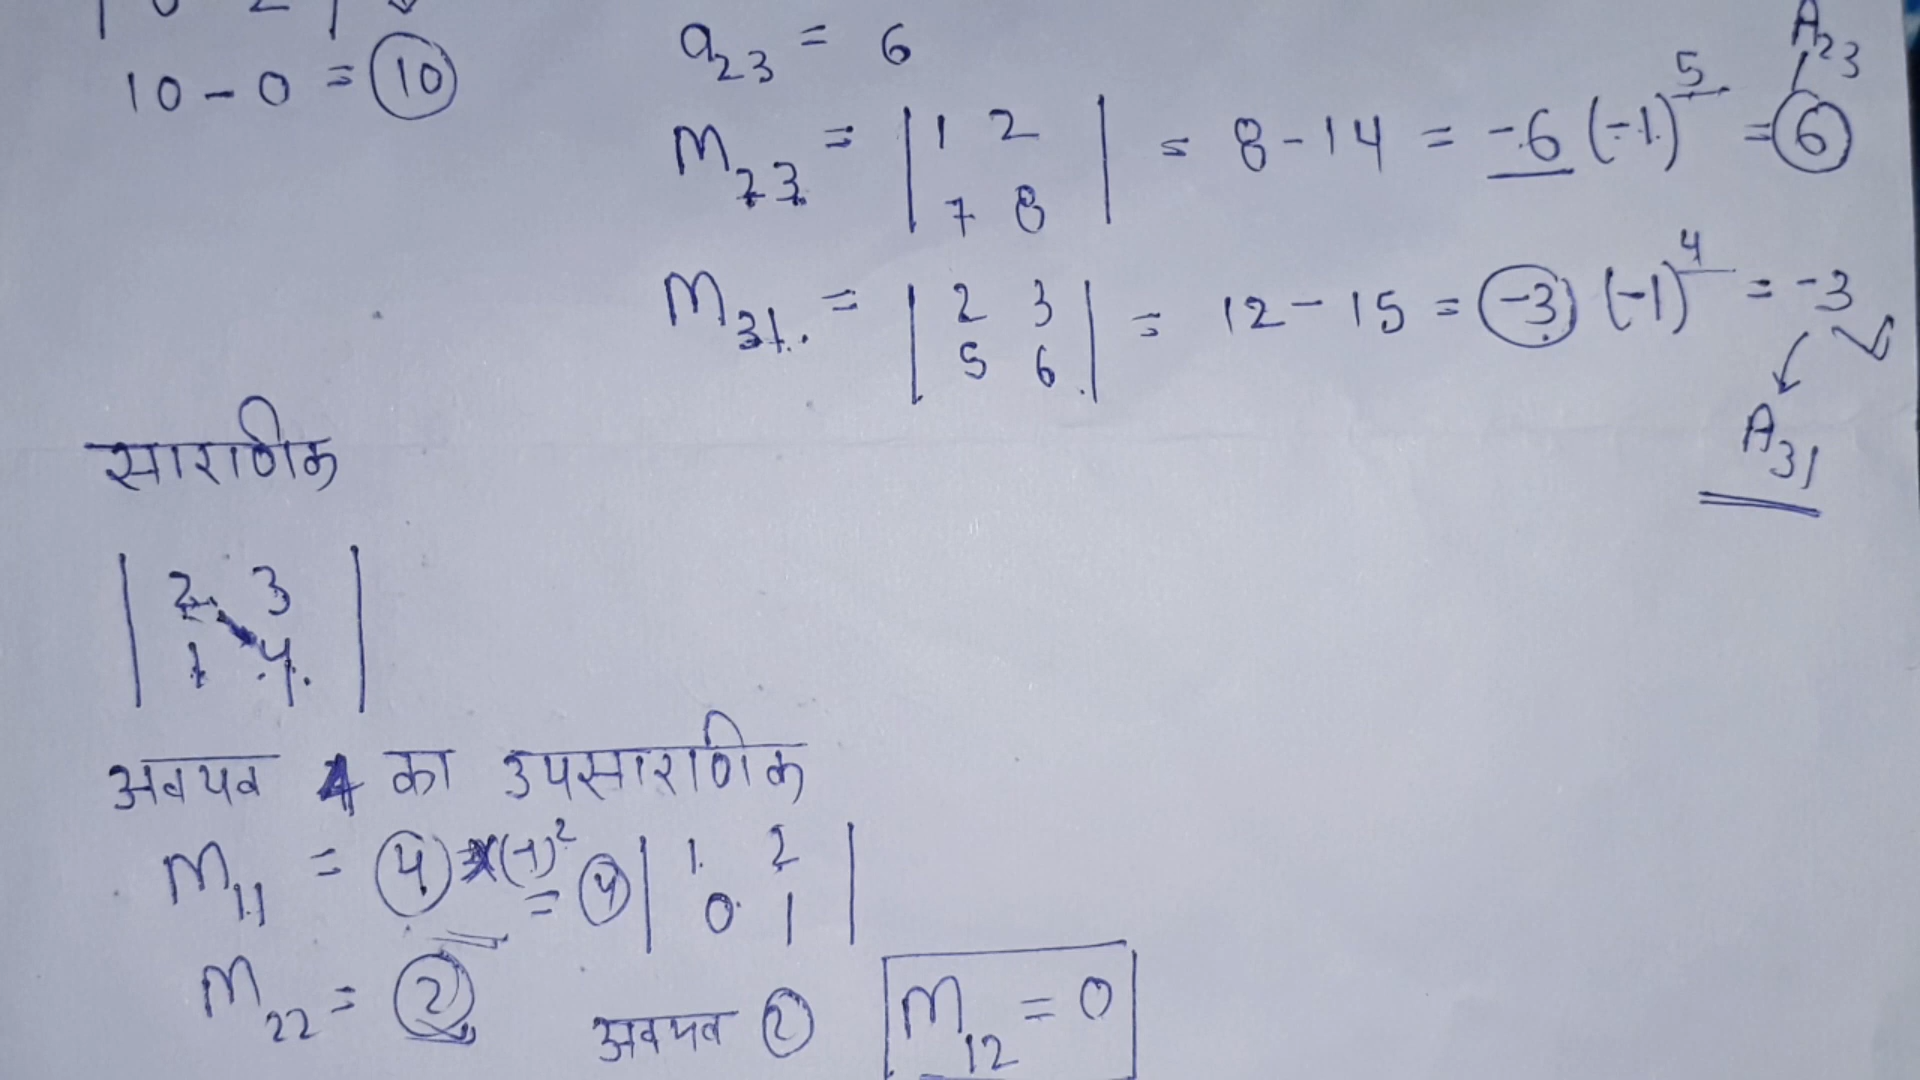 10 - 0 = 10
a23 = 6
M23 = | 1 2 | = 8 - 14 = -6 (-1)^5 = 6 A23
7 8
M31 = | 2 3 | = 12 - 15 = -3 (-1)^4 = -3
5 6
A31
सारणिक
| 2 3 |
1 4
अवयव 4 का उपसारणिक
M11 = 4 ×(-1)^2 = 4 | 1 2 |
0 1
M22 = 2 अवयव 2 M12 = 0